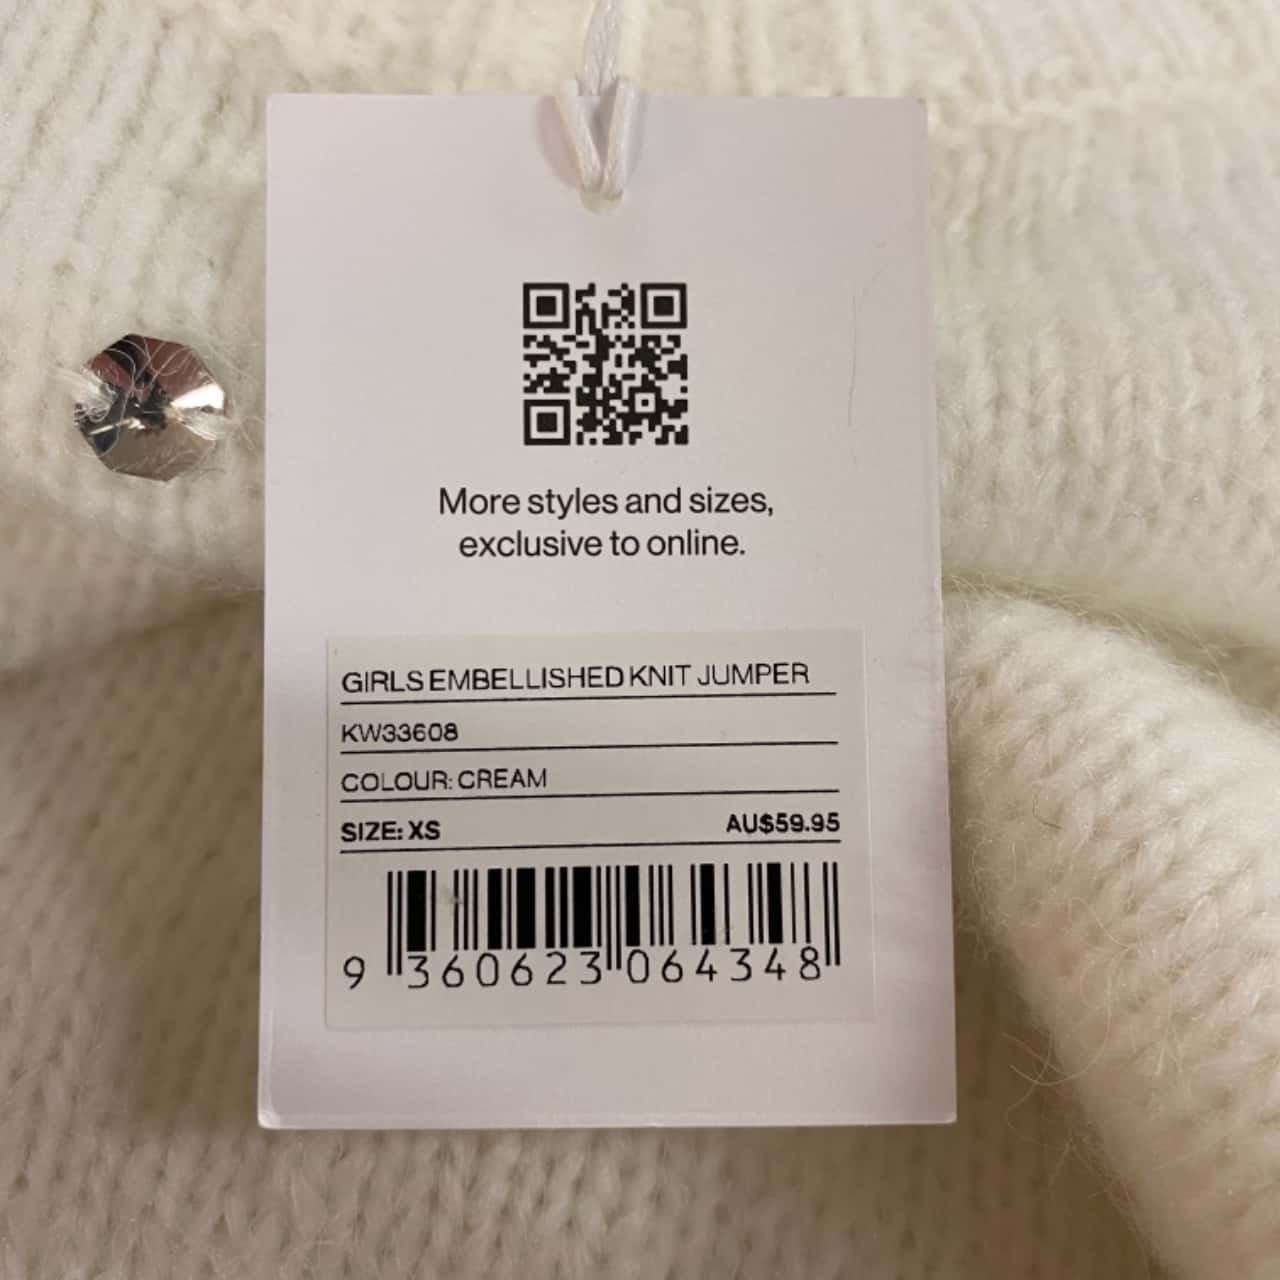 More styles and sizes,
exclusive to online.
GIRLS EMBELLISHED KNIT JUMPER
KW33608
COLOUR: CREAM
SIZE: XS AU$59.95
9 360623 064348